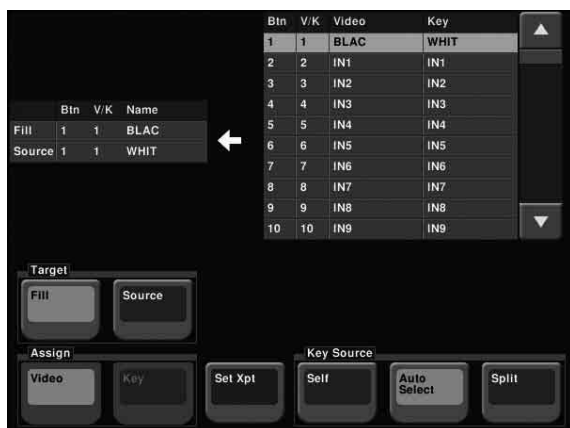 Btn V/K Video Key
1 1 BLAC WHIT
2 2 IN1 IN1
3 3 IN2 IN2
4 4 IN3 IN3
5 5 IN4 IN4
6 6 IN5 IN5
7 7 IN6 IN6
8 8 IN7 IN7
9 9 IN8 IN8
10 10 IN9 IN9
Btn V/K Name
Fill 1 1 BLAC
Source 1 1 WHIT
Target
Fill Source
Assign
Video Key Set Xpt
Key Source
Self Auto Select Split